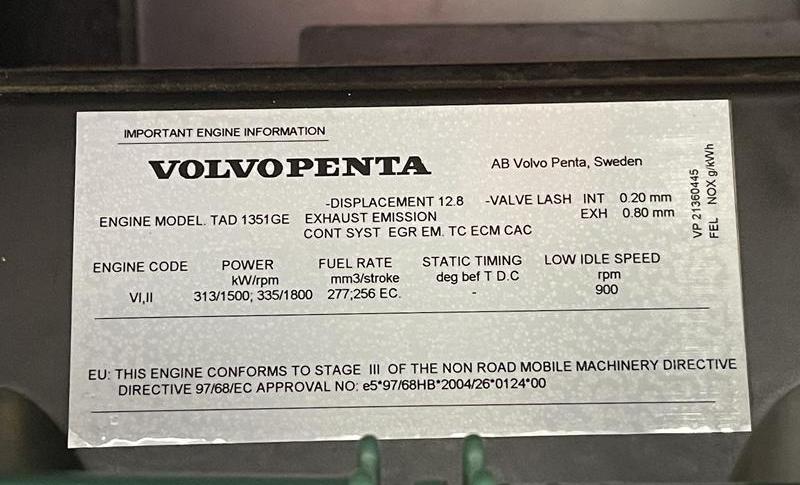 IMPORTANT ENGINE INFORMATION
VOLVO PENTA
AB Volvo Penta, Sweden
-DISPLACEMENT 12.8 -VALVE LASH INT 0.20 mm
ENGINE MODEL. TAD 1351GE EXHAUST EMISSION EXH 0.80 mm
CONT SYST EGR EM. TC ECM CAC
VP 21360445
FEL NOX g/kWh
ENGINE CODE POWER FUEL RATE STATIC TIMING LOW IDLE SPEED
kW/rpm mm3/stroke deg bef T D.C rpm
VI,II 313/1500; 335/1800 277;256 EC. - 900
EU: THIS ENGINE CONFORMS TO STAGE III OF THE NON ROAD MOBILE MACHINERY DIRECTIVE
DIRECTIVE 97/68/EC APPROVAL NO: e5*97/68HB*2004/26*0124*00